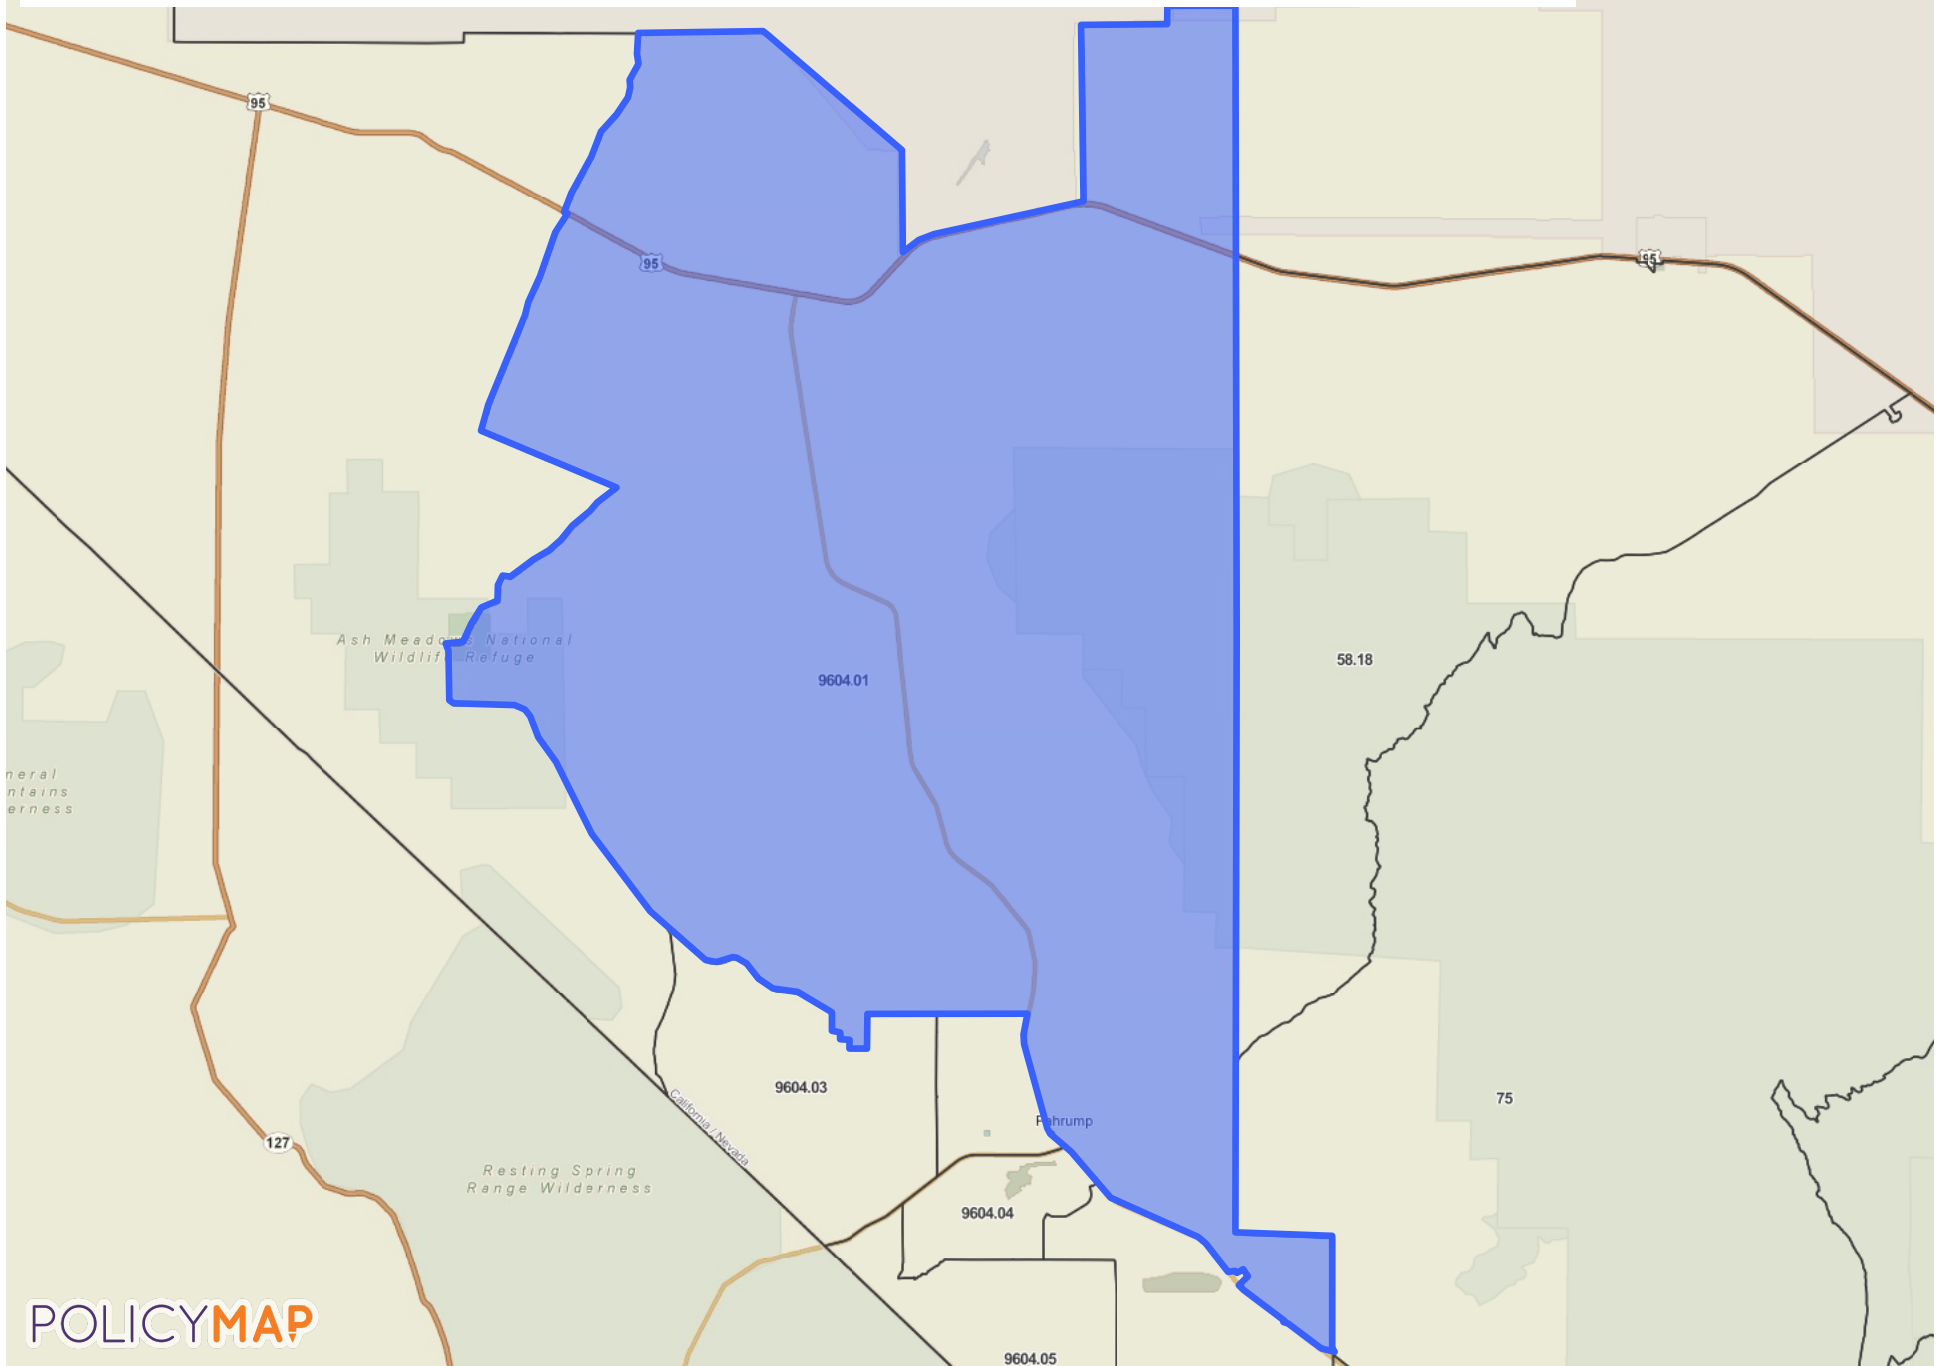 95
95
95
Ash Meadows National
Wildlife Refuge
58.18
9604.01
neral
ntains
erness
9604.03
75
California / Nevada
Pahrump
127
Resting Spring
Range Wilderness
9604.04
POLICYMAP
9604.05